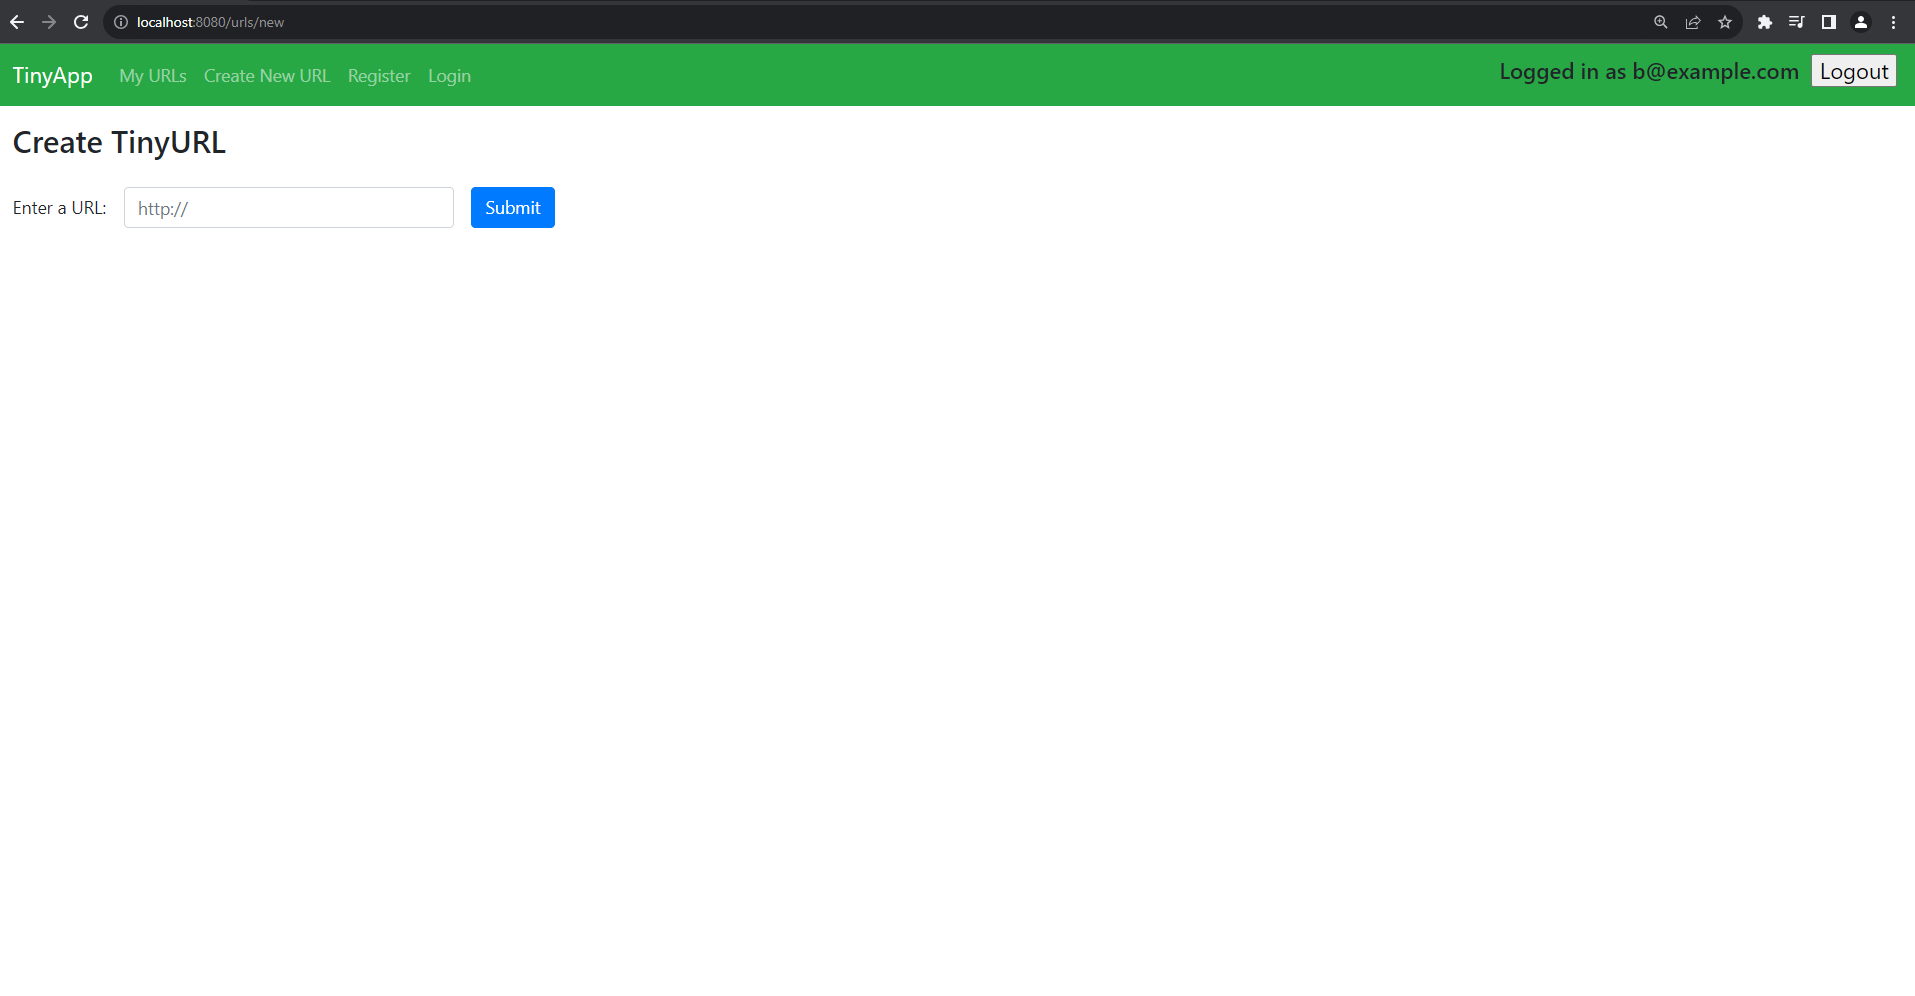 localhost:8080/urls/new
TinyApp My URLs Create New URL Register Login Logged in as b@example.com Logout
Create TinyURL
Enter a URL: http:// Submit